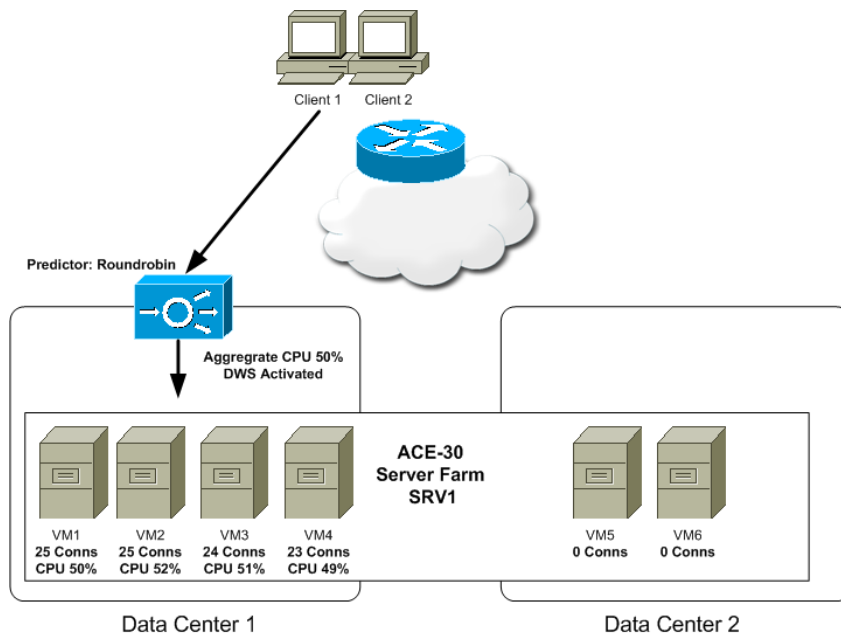 Client 1
Client 2
Predictor: Roundrobin
Aggregrate CPU 50%
DWS Activated
ACE-30
Server Farm
SRV1
VM1
25 Conns
CPU 50%
VM2
25 Conns
CPU 52%
VM3
24 Conns
CPU 51%
VM4
23 Conns
CPU 49%
VM5
0 Conns
VM6
0 Conns
Data Center 1
Data Center 2